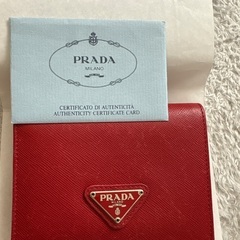 PRADA
MILANO
CERTIFICATO DI AUTENTICITÀ
AUTHENTICITY CERTIFICATE CARD
PRADA
MILANO